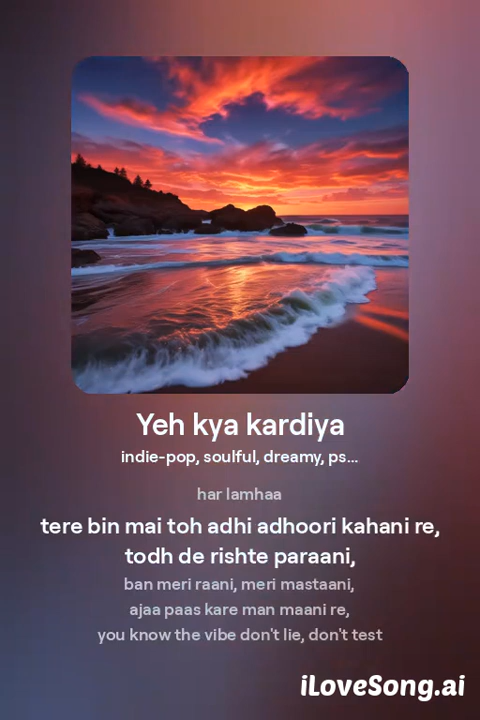 Yeh kya kardiya
indie-pop, soulful, dreamy, ps...
har lamhaa
tere bin mai toh adhi adhoori kahani re,
todh de rishte paraani,
ban meri raani, meri mastaani,
ajaa paas kare man maani re,
you know the vibe don't lie, don't test
iLoveSong.ai